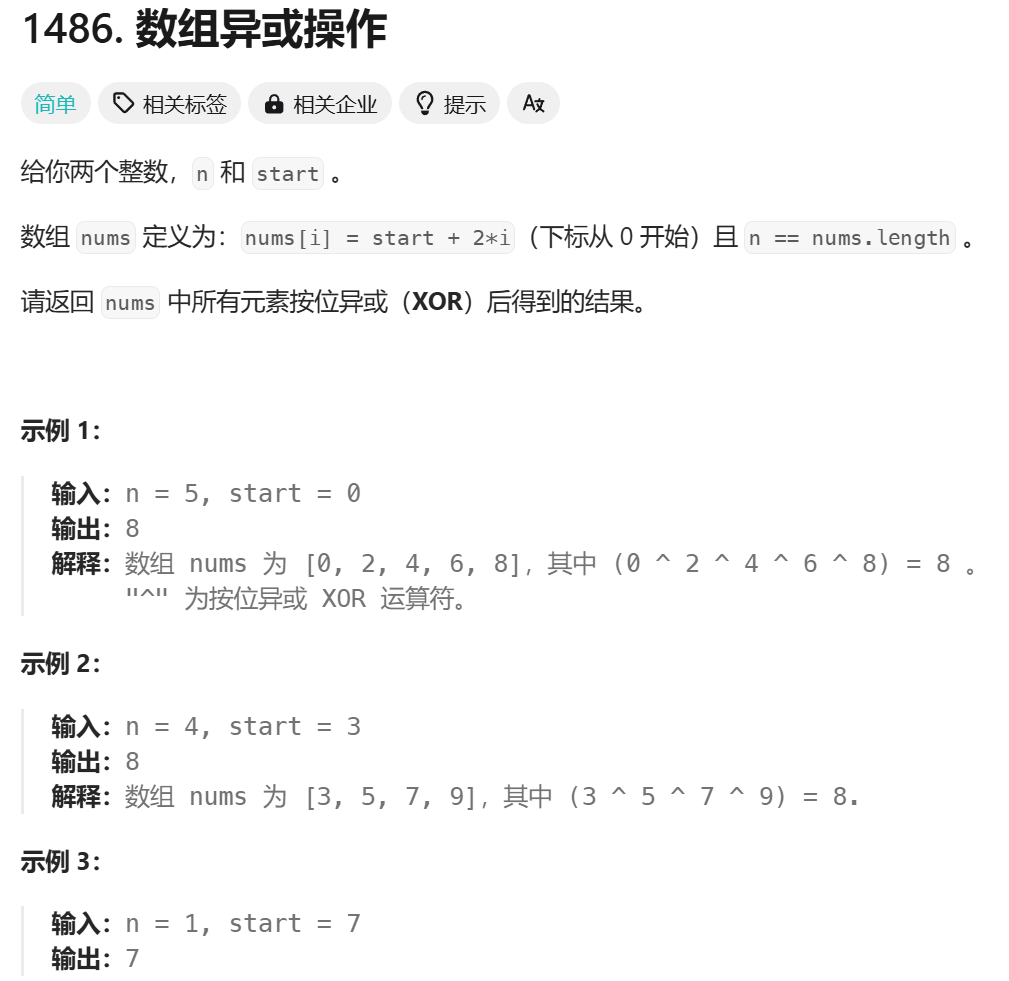 1486. 数组异或操作
简单 相关标签 相关企业 提示 A文
给你两个整数，n 和 start 。
数组 nums 定义为：nums[i] = start + 2*i（下标从 0 开始）且 n == nums.length 。
请返回 nums 中所有元素按位异或（XOR）后得到的结果。
示例 1：
输入：n = 5, start = 0
输出：8
解释：数组 nums 为 [0, 2, 4, 6, 8]，其中 (0 ^ 2 ^ 4 ^ 6 ^ 8) = 8 。
"^" 为按位异或 XOR 运算符。
示例 2：
输入：n = 4, start = 3
输出：8
解释：数组 nums 为 [3, 5, 7, 9]，其中 (3 ^ 5 ^ 7 ^ 9) = 8.
示例 3：
输入：n = 1, start = 7
输出：7